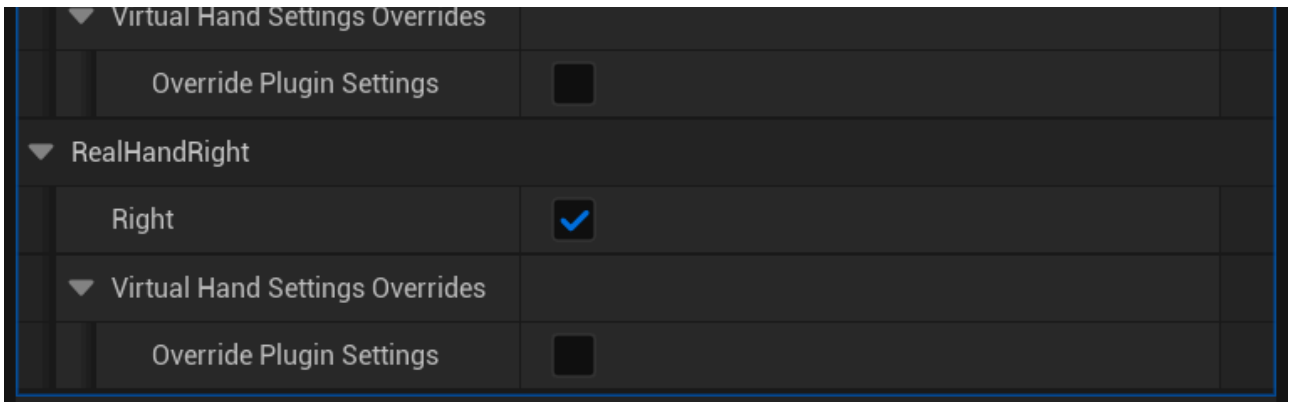 Virtual Hand Settings Overrides
Override Plugin Settings
RealHandRight
Right
Virtual Hand Settings Overrides
Override Plugin Settings